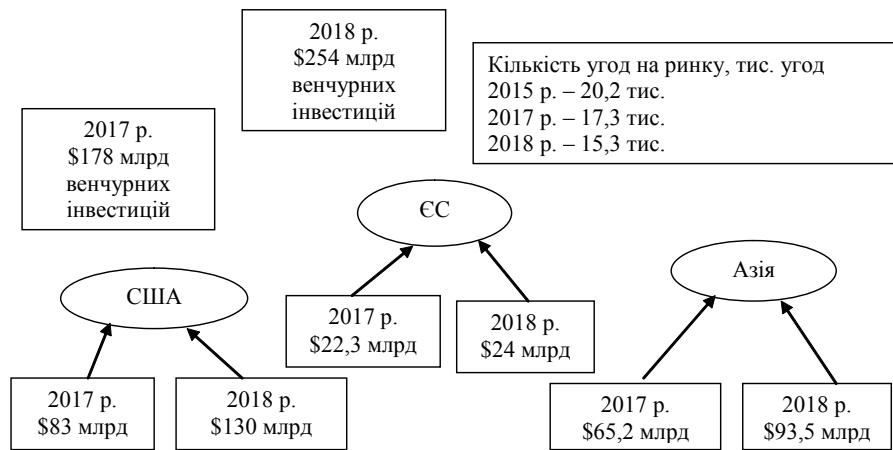 2018 р.
$254 млрд
венчурних
інвестицій
Кількість угод на ринку, тис. угод
2015 р. – 20,2 тис.
2017 р. – 17,3 тис.
2018 р. – 15,3 тис.
2017 р.
$178 млрд
венчурних
інвестицій
ЄС
Азія
США
2017 р.
$22,3 млрд
2018 р.
$24 млрд
2017 р.
$83 млрд
2018 р.
$130 млрд
2017 р.
$65,2 млрд
2018 р.
$93,5 млрд